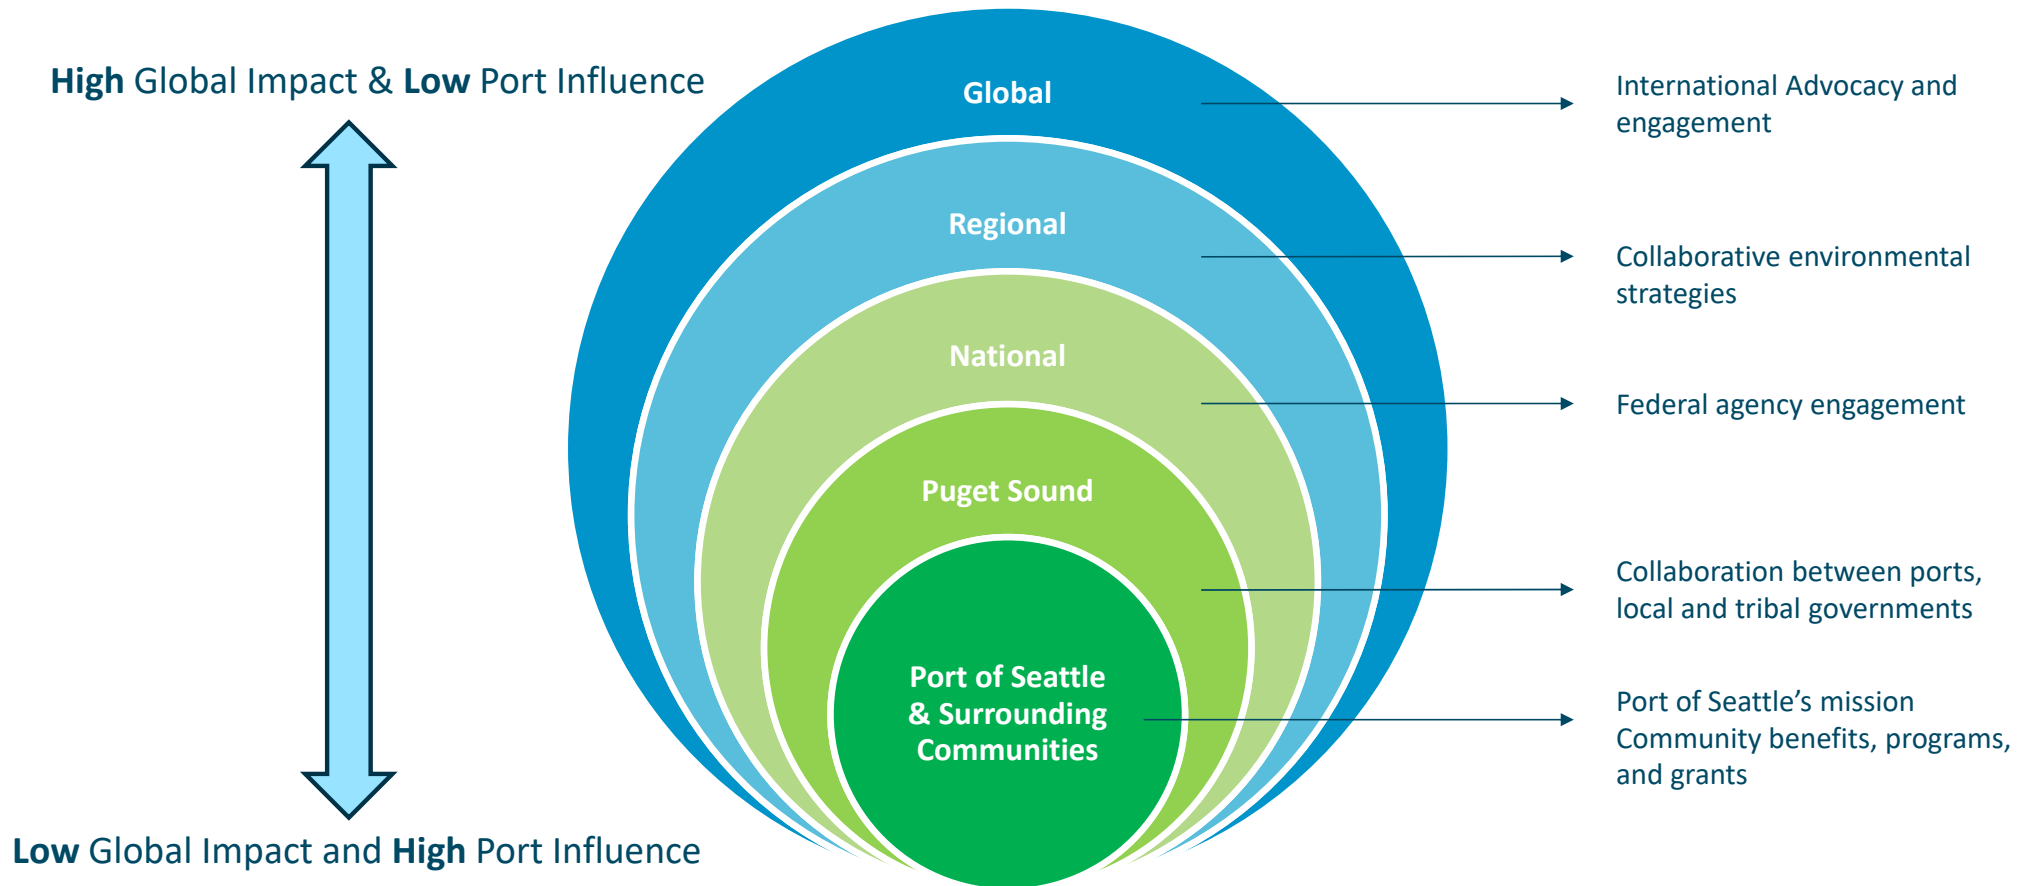 High Global Impact & Low Port Influence
Low Global Impact and High Port Influence
Global
Regional
National
Puget Sound
Port of Seattle
& Surrounding
Communities
International Advocacy and
engagement
Collaborative environmental
strategies
Federal agency engagement
Collaboration between ports,
local and tribal governments
Port of Seattle’s mission
Community benefits, programs,
and grants